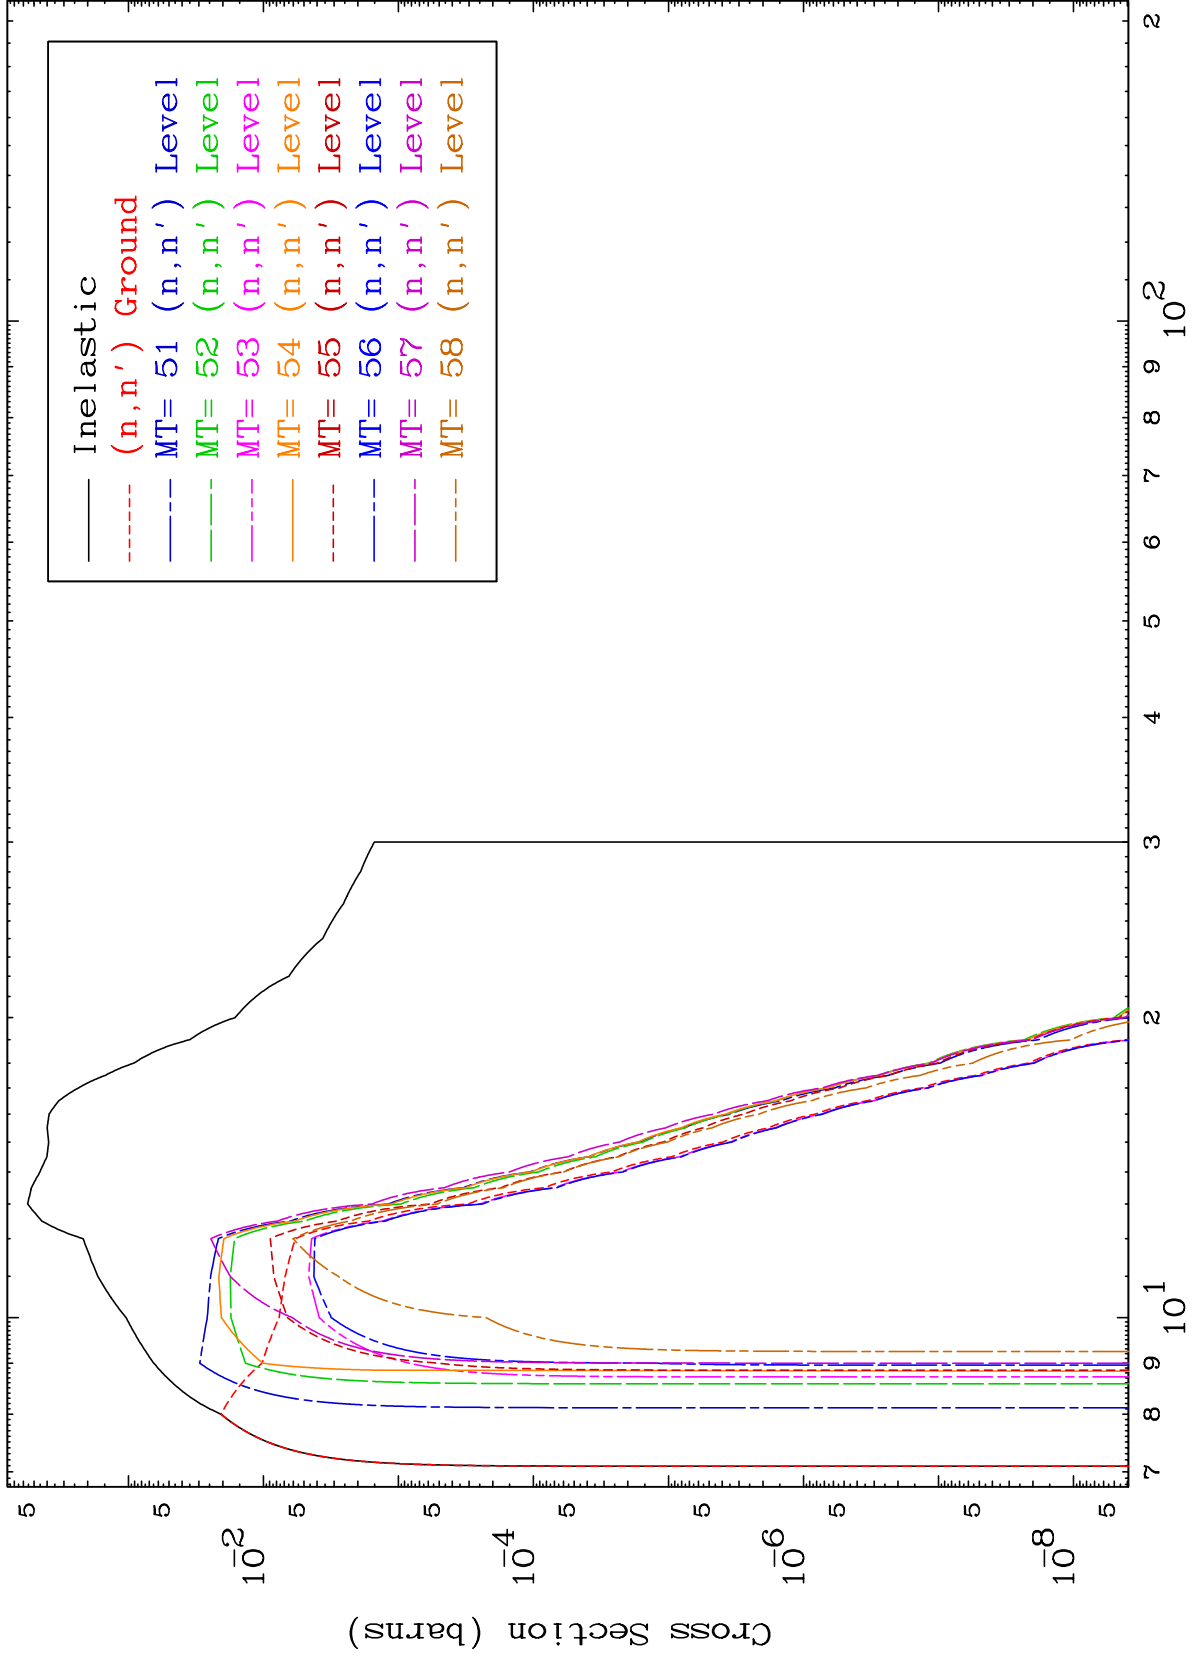 Inelastic
(n,n') Ground
MT= 51 (n,n') Level
MT= 52 (n,n') Level
MT= 53 (n,n') Level
MT= 54 (n,n') Level
MT= 55 (n,n') Level
MT= 56 (n,n') Level
MT= 57 (n,n') Level
MT= 58 (n,n') Level
Cross Section (barns)
5
10^-2
5
5
10^-4
5
5
10^-6
5
5
10^-8
5
7 8 9 10^1 2 3 4 5 6 7 8 9 10^2 2